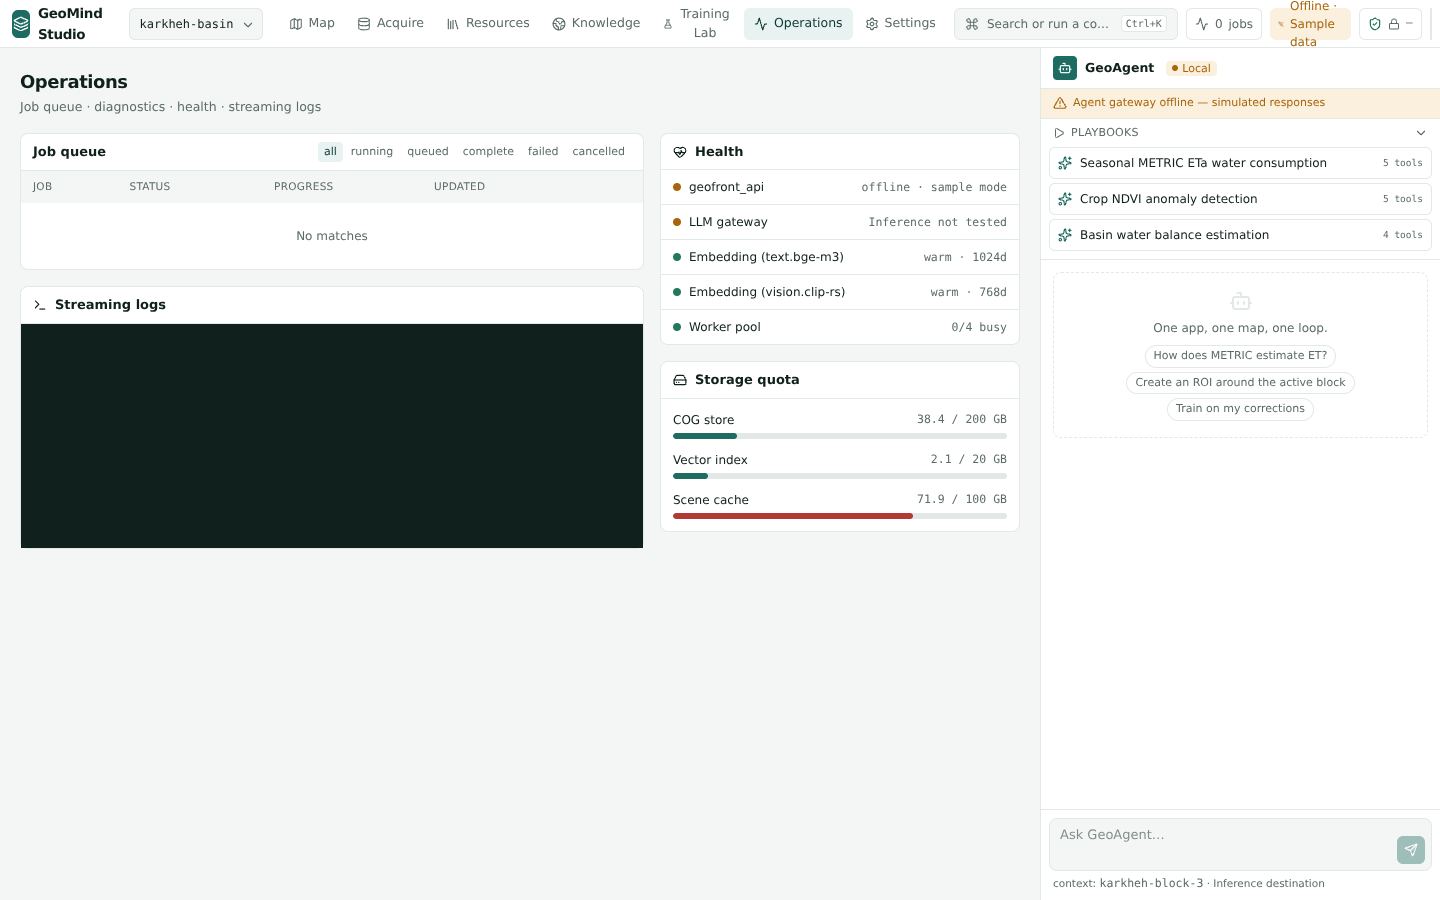 GeoMind
Studio
karkheh-basin
Map
Acquire
Resources
Knowledge
Training
Lab
Operations
Settings
Search or run a co…
Ctrl+K
0 jobs
Offline ·
Sample
data
—
Operations
Job queue · diagnostics · health · streaming logs
Job queue
all running queued complete failed cancelled
JOB STATUS PROGRESS UPDATED
No matches
Streaming logs
Health
geofront_api offline · sample mode
LLM gateway Inference not tested
Embedding (text.bge-m3) warm · 1024d
Embedding (vision.clip-rs) warm · 768d
Worker pool 0/4 busy
Storage quota
COG store 38.4 / 200 GB
Vector index 2.1 / 20 GB
Scene cache 71.9 / 100 GB
GeoAgent Local
Agent gateway offline — simulated responses
PLAYBOOKS
Seasonal METRIC ETa water consumption 5 tools
Crop NDVI anomaly detection 5 tools
Basin water balance estimation 4 tools
One app, one map, one loop.
How does METRIC estimate ET?
Create an ROI around the active block
Train on my corrections
Ask GeoAgent…
context: karkheh-block-3 · Inference destination